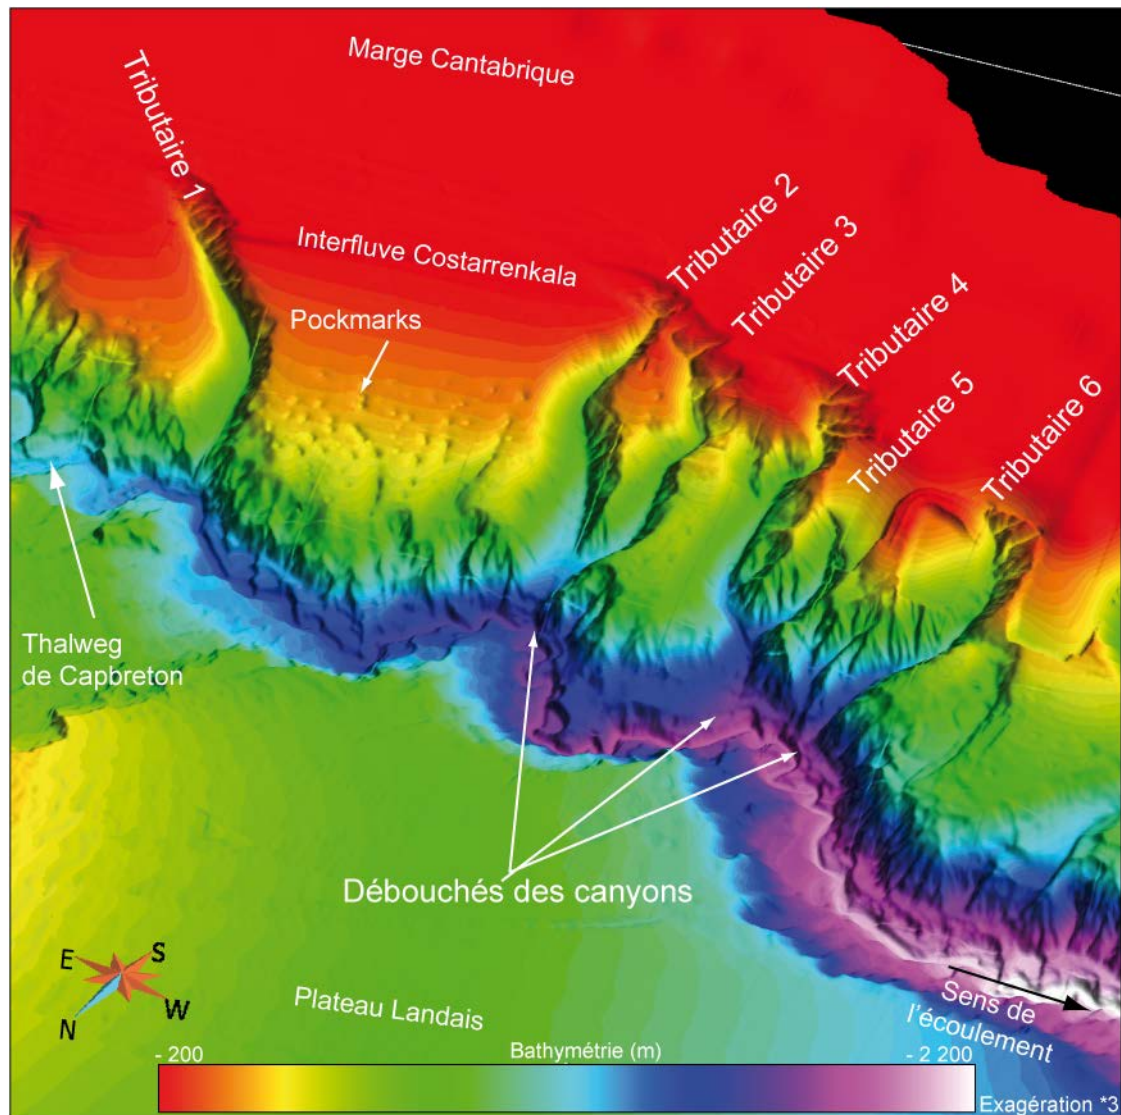 Marge Cantabrique
Tributaire 1
Tributaire 2
Interfluve Costarrenkala
Tributaire 3
Pockmarks
Tributaire 4
Tributaire 5
Tributaire 6
Thalweg
de Capbreton
Débouchés des canyons
E
S
N
W
Plateau Landais
Sens de
l'écoulement
- 200
Bathymétrie (m)
- 2 200
Exagération *3